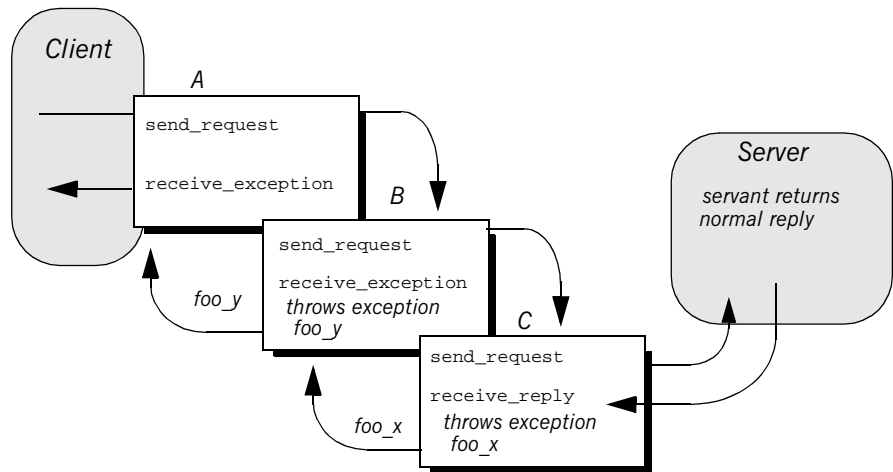 Client
A
send_request
receive_exception
B
send_request
receive_exception
throws exception
foo_y
foo_y
C
send_request
receive_reply
throws exception
foo_x
foo_x
Server
servant returns
normal reply